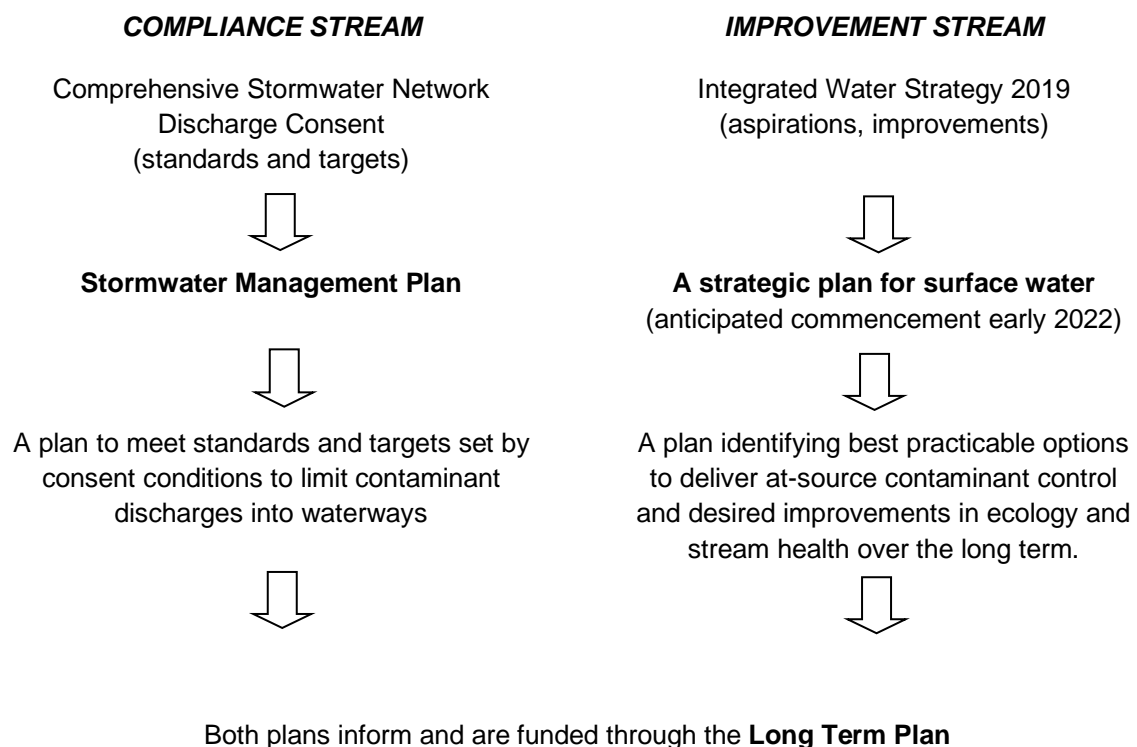 COMPLIANCE STREAM
Comprehensive Stormwater Network
Discharge Consent
(standards and targets)
Stormwater Management Plan
A plan to meet standards and targets set by
consent conditions to limit contaminant
discharges into waterways
IMPROVEMENT STREAM
Integrated Water Strategy 2019
(aspirations, improvements)
A strategic plan for surface water
(anticipated commencement early 2022)
A plan identifying best practicable options
to deliver at-source contaminant control
and desired improvements in ecology and
stream health over the long term.
Both plans inform and are funded through the Long Term Plan